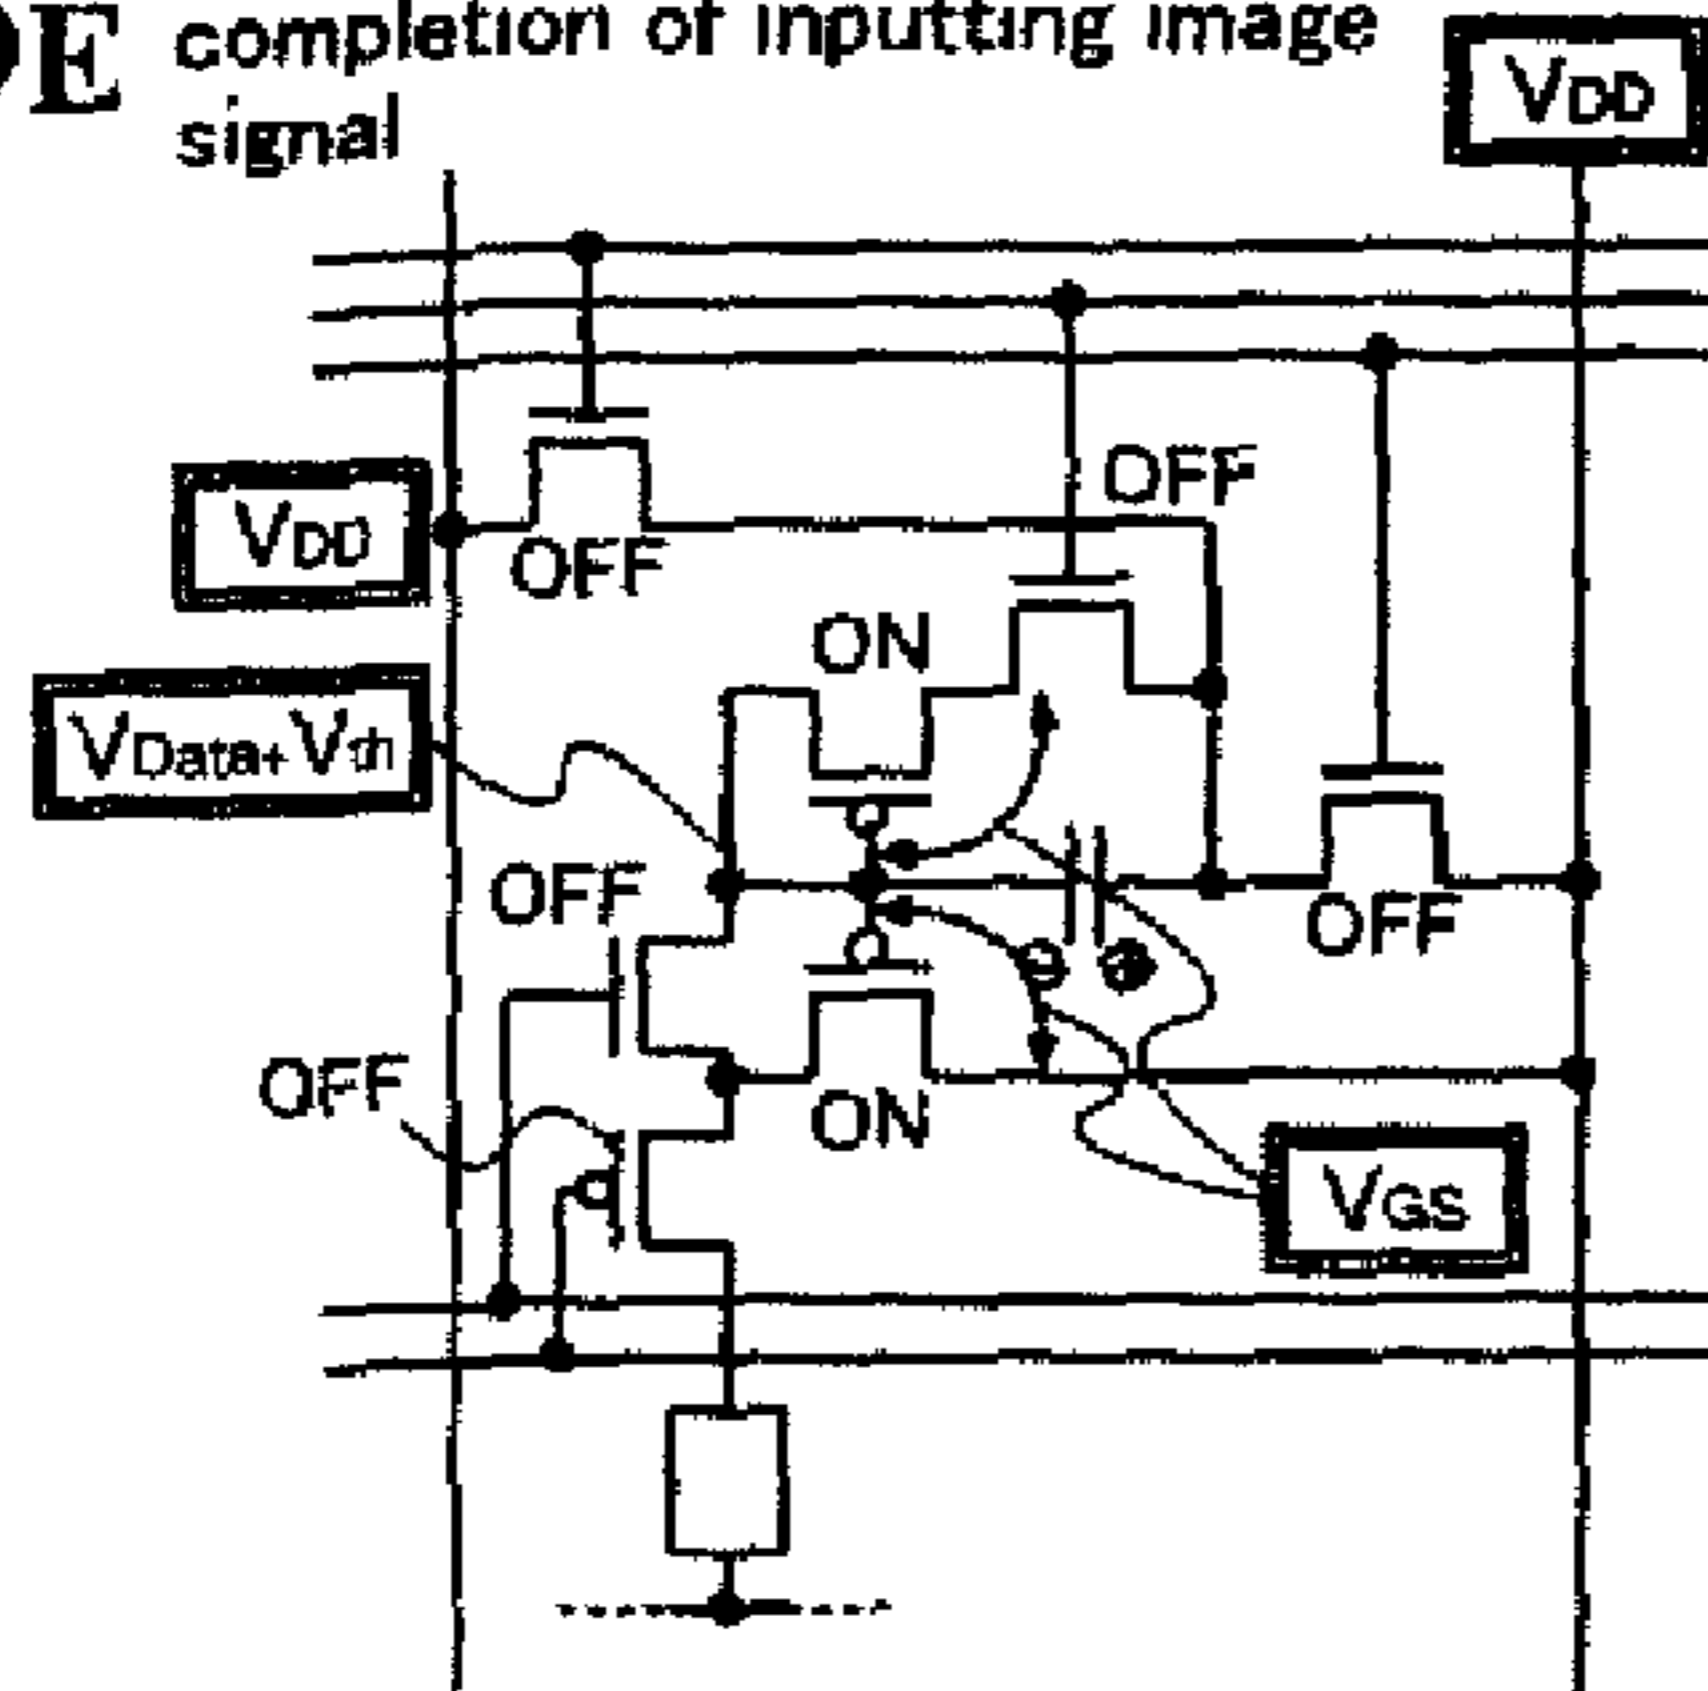 E completion of inputting image
signal
VDD
OFF
VDD
OFF
ON
VData+Vth
OFF
OFF
OFF
ON
VGS